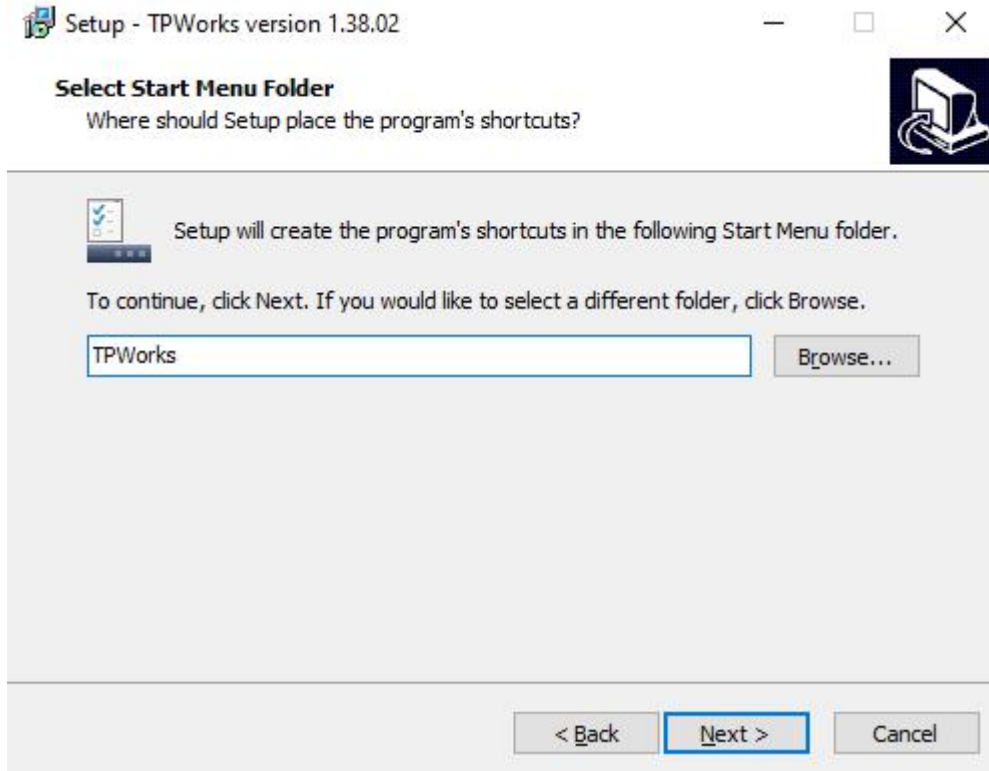 Setup - TPWorks version 1.38.02
Select Start Menu Folder
Where should Setup place the program's shortcuts?
Setup will create the program's shortcuts in the following Start Menu folder.
To continue, click Next. If you would like to select a different folder, click Browse.
TPWorks
Browse...
< Back
Next >
Cancel